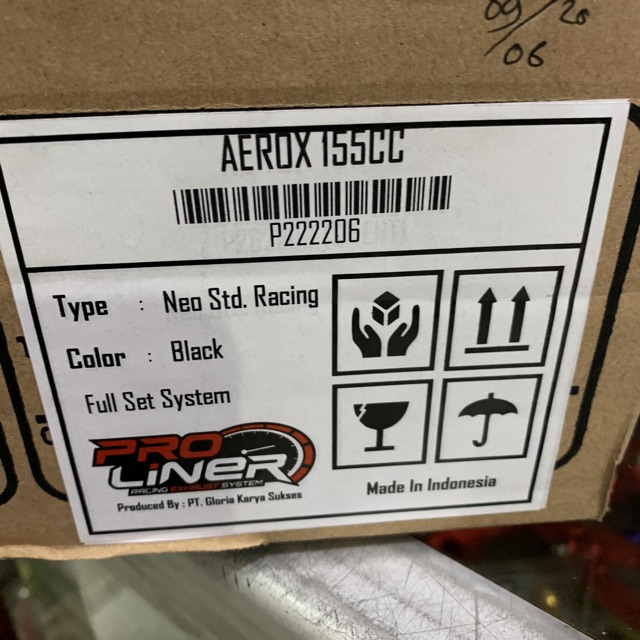 09/20
/06
AEROX 155CC
P222206
Type : Neo Std. Racing
Color : Black
Full Set System
PRO
LINER
RACING EXHAUST SYSTEM
Produced By : PT. Gloria Karya Sukses
Made In Indonesia